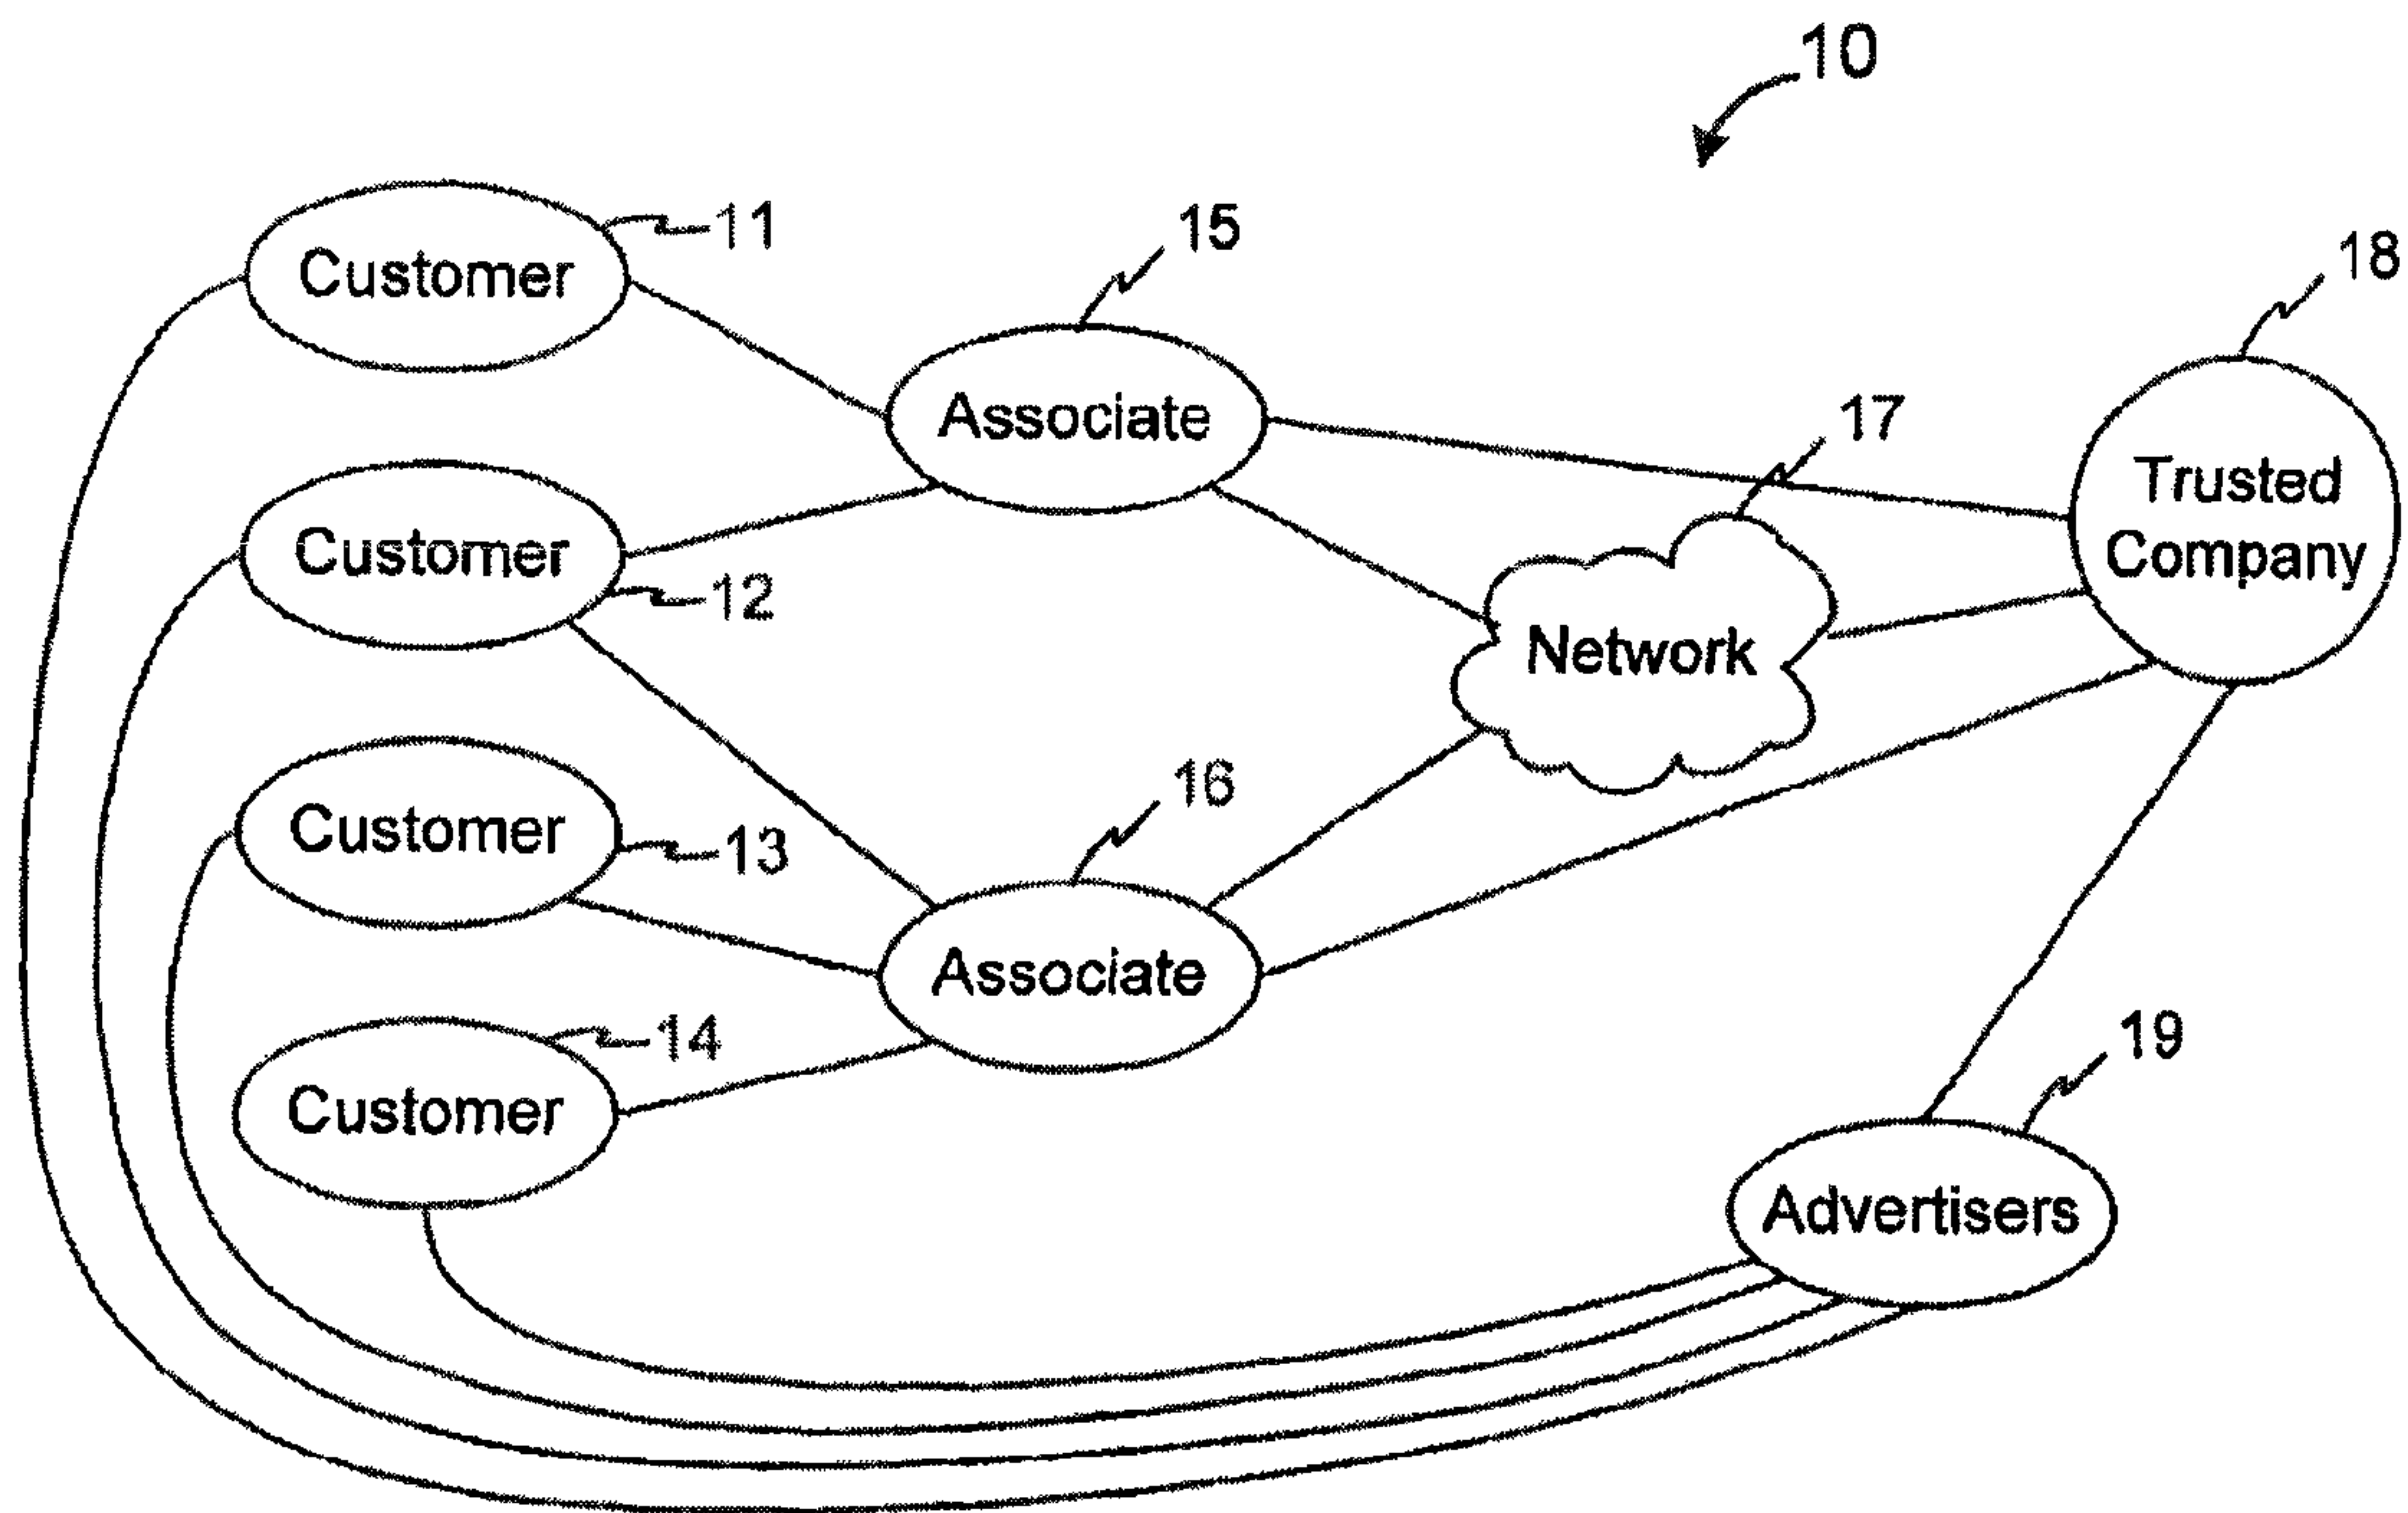 10
11
Customer
15
18
Associate
17
Trusted
Company
Customer
12
Network
16
Customer
13
Associate
14
Customer
19
Advertisers